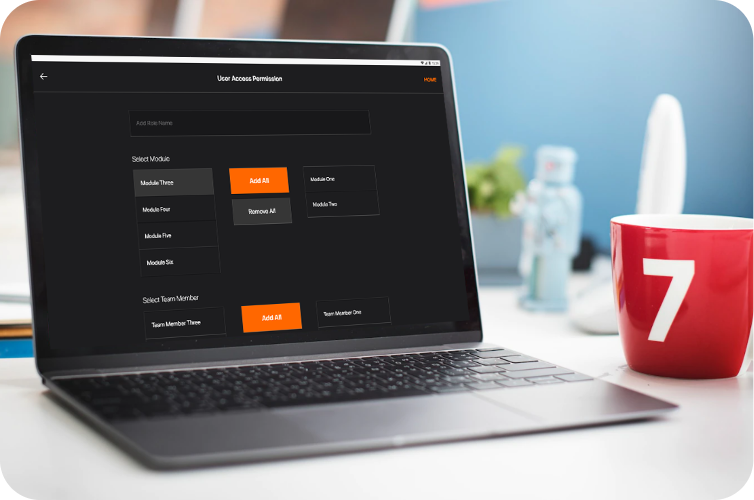 User Access Permission
HOME
Add Role Name
Select Module
Module Three
Add All
Module One
Module Four
Remove All
Module Two
Module Five
Module Six
Select Team Member
Team Member Three
Add All
Team Member One
7